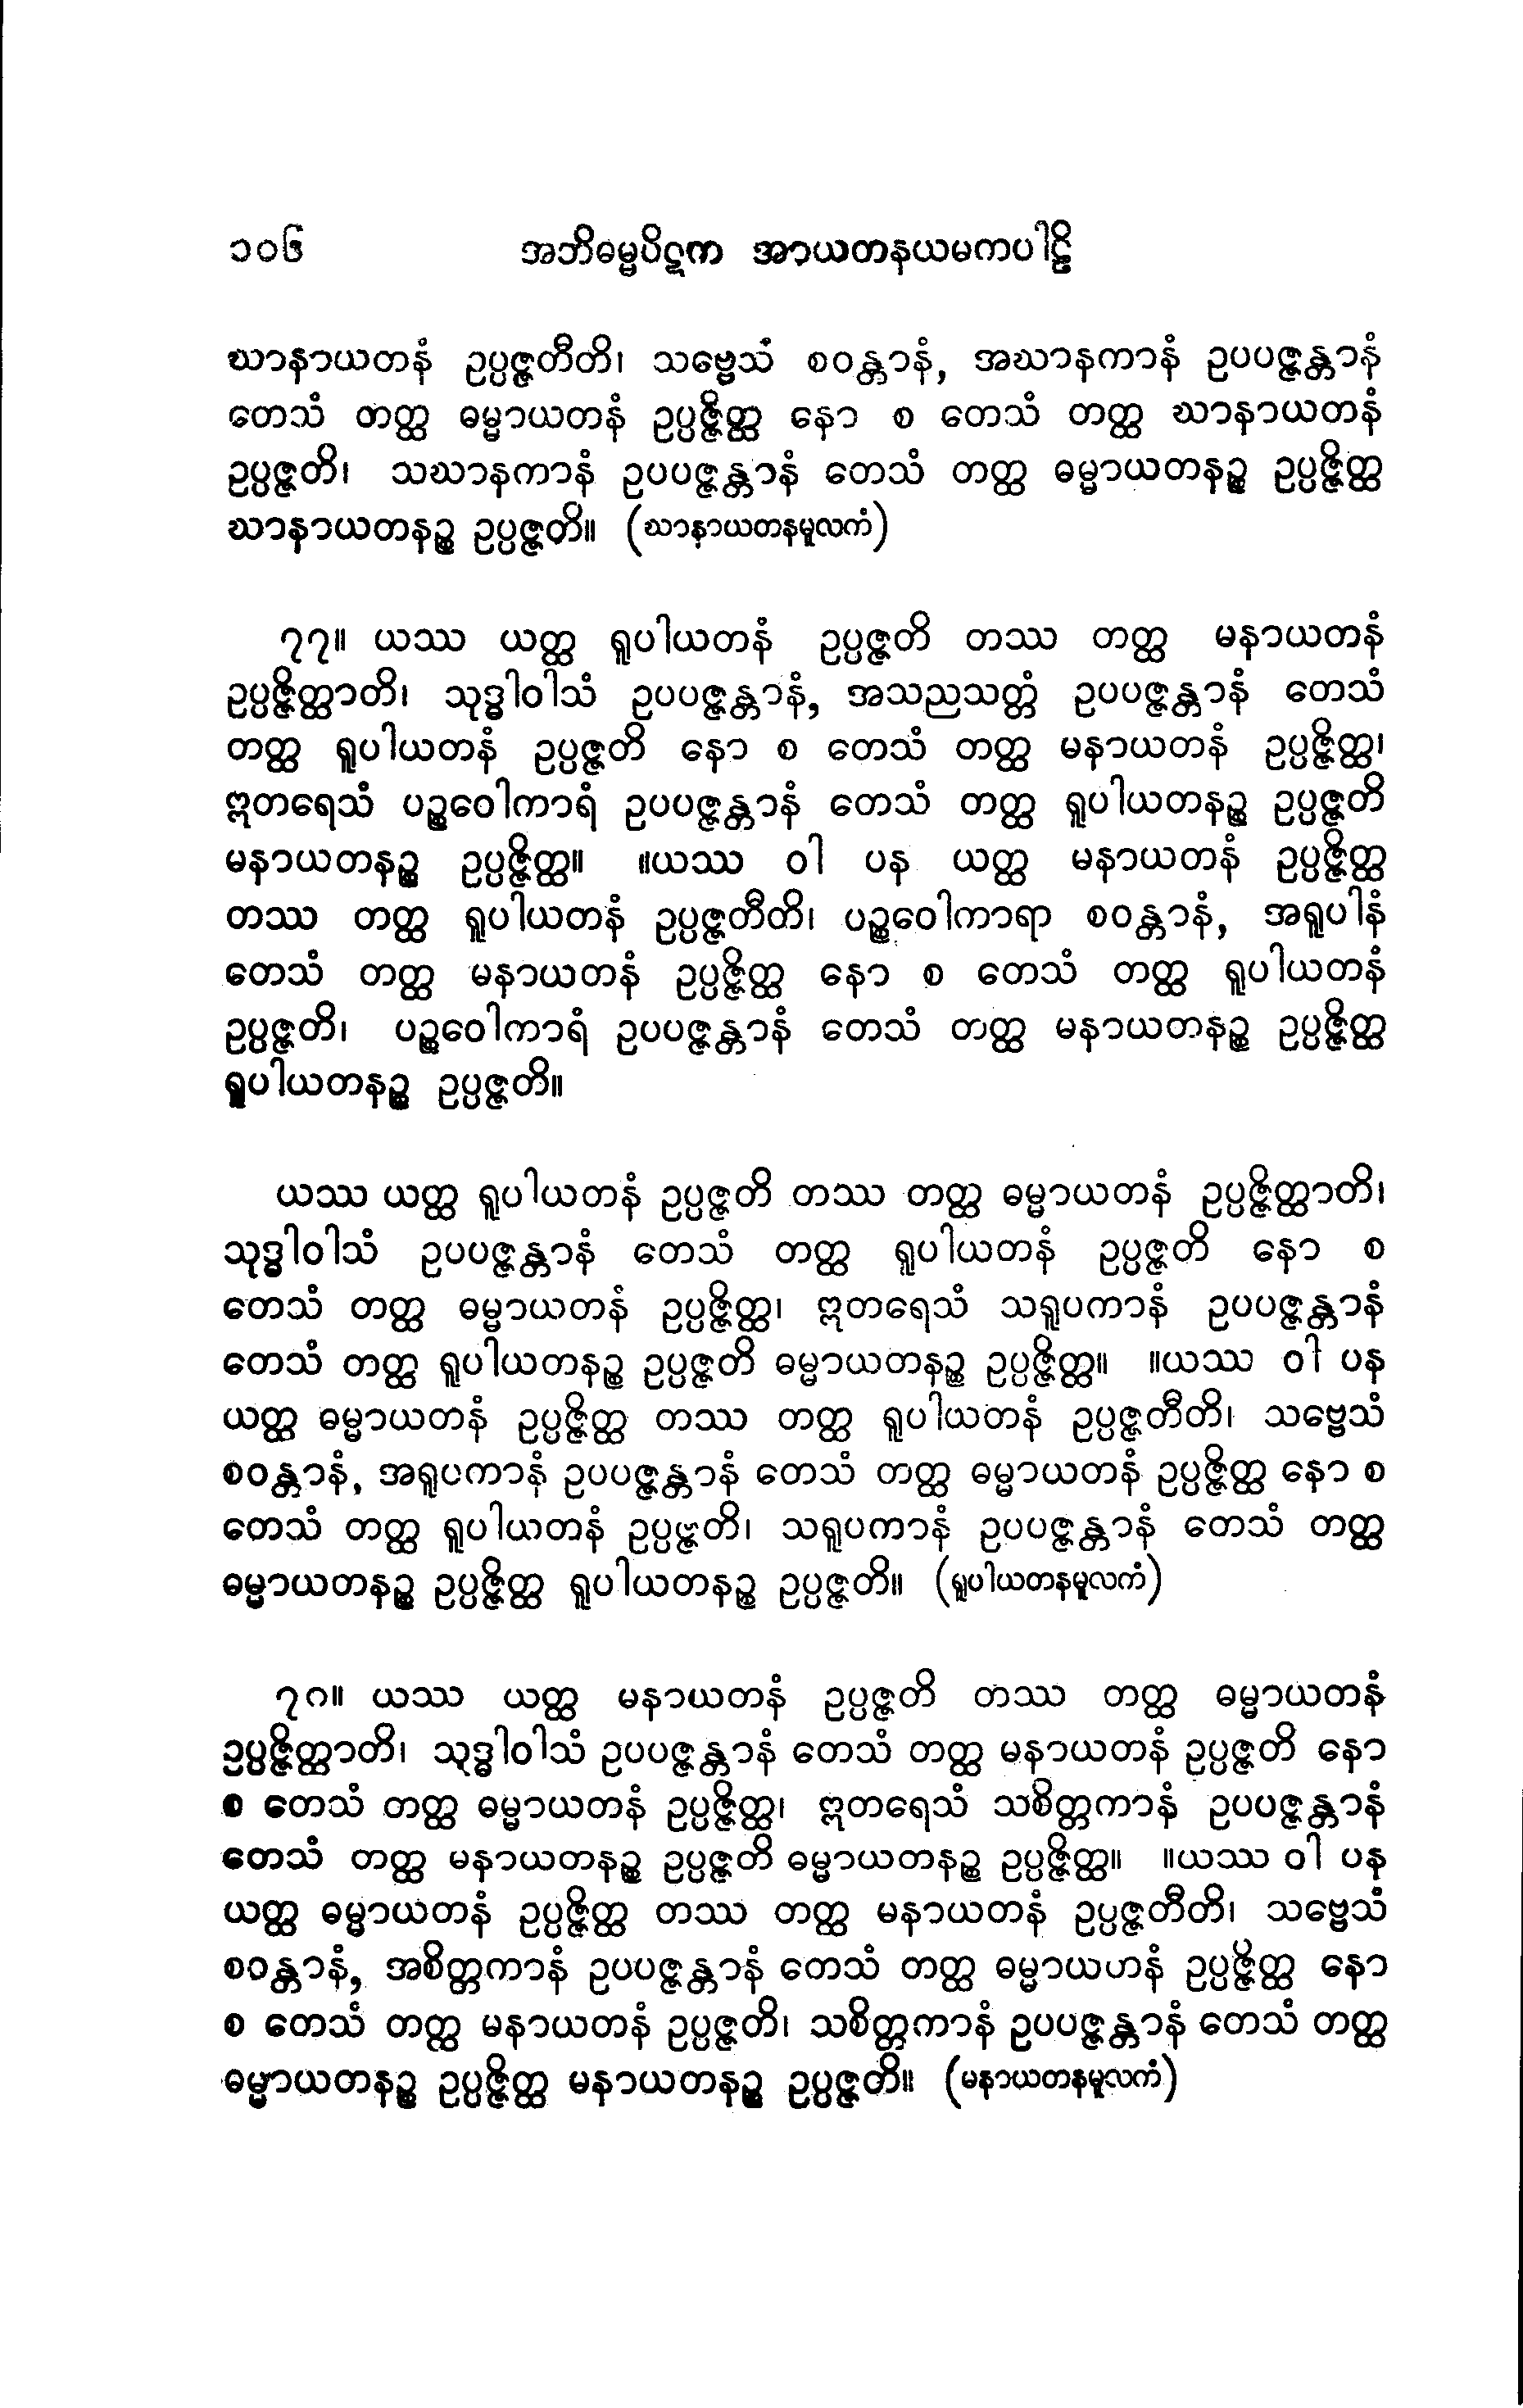 ၁၀၆ အဘိဓမ္မပိဋက အာယတနယမကပါဠိ
ဃာနာယတနံ ဥပ္ပဇ္ဇတီတိ၊ သဗ္ဗေသံ စဝန္တာနံ, အဃာနကာနံ ဥပပဇ္ဇန္တာနံ
တေသံ တတ္ထ ဓမ္မာယတနံ ဥပ္ပဇ္ဇိတ္ထ နော စ တေသံ တတ္ထ ဃာနာယတနံ
ဥပ္ပဇ္ဇတိ၊ သဃာနကာနံ ဥပပဇ္ဇန္တာနံ တေသံ တတ္ထ ဓမ္မာယတနဉ္စ ဥပ္ပဇ္ဇိတ္ထ
ဃာနာယတနဉ္စ ဥပ္ပဇ္ဇတိ။ (ဃာနာယတနမူလကံ)
၇၇။ ယဿ ယတ္ထ ရူပါယတနံ ဥပ္ပဇ္ဇတိ တဿ တတ္ထ မနာယတနံ
ဥပ္ပဇ္ဇိတ္ထာတိ၊ သုဒ္ဓါဝါသံ ဥပပဇ္ဇန္တာနံ, အသညသတ္တံ ဥပပဇ္ဇန္တာနံ တေသံ
တတ္ထ ရူပါယတနံ ဥပ္ပဇ္ဇတိ နော စ တေသံ တတ္ထ မနာယတနံ ဥပ္ပဇ္ဇိတ္ထ၊
ဣတရေသံ ပဉ္စဝေါကာရံ ဥပပဇ္ဇန္တာနံ တေသံ တတ္ထ ရူပါယတနဉ္စ ဥပ္ပဇ္ဇတိ
မနာယတနဉ္စ ဥပ္ပဇ္ဇိတ္ထ။ ။ယဿ ဝါ ပန ယတ္ထ မနာယတနံ ဥပ္ပဇ္ဇိတ္ထ
တဿ တတ္ထ ရူပါယတနံ ဥပ္ပဇ္ဇတီတိ၊ ပဉ္စဝေါကာရာ စဝန္တာနံ, အရူပါနံ
တေသံ တတ္ထ မနာယတနံ ဥပ္ပဇ္ဇိတ္ထ နော စ တေသံ တတ္ထ ရူပါယတနံ
ဥပ္ပဇ္ဇတိ၊ ပဉ္စဝေါကာရံ ဥပပဇ္ဇန္တာနံ တေသံ တတ္ထ မနာယတနဉ္စ ဥပ္ပဇ္ဇိတ္ထ
ရူပါယတနဉ္စ ဥပ္ပဇ္ဇတိ။
ယဿ ယတ္ထ ရူပါယတနံ ဥပ္ပဇ္ဇတိ တဿ တတ္ထ ဓမ္မာယတနံ ဥပ္ပဇ္ဇိတ္ထာတိ၊
သုဒ္ဓါဝါသံ ဥပပဇ္ဇန္တာနံ တေသံ တတ္ထ ရူပါယတနံ ဥပ္ပဇ္ဇတိ နော စ
တေသံ တတ္ထ ဓမ္မာယတနံ ဥပ္ပဇ္ဇိတ္ထ၊ ဣတရေသံ သရူပကာနံ ဥပပဇ္ဇန္တာနံ
တေသံ တတ္ထ ရူပါယတနဉ္စ ဥပ္ပဇ္ဇတိ ဓမ္မာယတနဉ္စ ဥပ္ပဇ္ဇိတ္ထ။ ။ယဿ ဝါ ပန
ယတ္ထ ဓမ္မာယတနံ ဥပ္ပဇ္ဇိတ္ထ တဿ တတ္ထ ရူပါယတနံ ဥပ္ပဇ္ဇတီတိ၊ သဗ္ဗေသံ
စဝန္တာနံ, အရူပကာနံ ဥပပဇ္ဇန္တာနံ တေသံ တတ္ထ ဓမ္မာယတနံ ဥပ္ပဇ္ဇိတ္ထ နော စ
တေသံ တတ္ထ ရူပါယတနံ ဥပ္ပဇ္ဇတိ၊ သရူပကာနံ ဥပပဇ္ဇန္တာနံ တေသံ တတ္ထ
ဓမ္မာယတနဉ္စ ဥပ္ပဇ္ဇိတ္ထ ရူပါယတနဉ္စ ဥပ္ပဇ္ဇတိ။ (ရူပါယတနမူလကံ)
၇၈။ ယဿ ယတ္ထ မနာယတနံ ဥပ္ပဇ္ဇတိ တဿ တတ္ထ ဓမ္မာယတနံ
ဥပ္ပဇ္ဇိတ္ထာတိ၊ သုဒ္ဓါဝါသံ ဥပပဇ္ဇန္တာနံ တေသံ တတ္ထ မနာယတနံ ဥပ္ပဇ္ဇတိ နော
စ တေသံ တတ္ထ ဓမ္မာယတနံ ဥပ္ပဇ္ဇိတ္ထ၊ ဣတရေသံ သစိတ္တကာနံ ဥပပဇ္ဇန္တာနံ
တေသံ တတ္ထ မနာယတနဉ္စ ဥပ္ပဇ္ဇတိ ဓမ္မာယတနဉ္စ ဥပ္ပဇ္ဇိတ္ထ။ ။ယဿ ဝါ ပန
ယတ္ထ ဓမ္မာယတနံ ဥပ္ပဇ္ဇိတ္ထ တဿ တတ္ထ မနာယတနံ ဥပ္ပဇ္ဇတီတိ၊ သဗ္ဗေသံ
စဝန္တာနံ, အစိတ္တကာနံ ဥပပဇ္ဇန္တာနံ တေသံ တတ္ထ ဓမ္မာယဟနံ ဥပ္ပဇ္ဇိတ္ထ နော
စ တေသံ တတ္ထ မနာယတနံ ဥပ္ပဇ္ဇတိ၊ သစိတ္တကာနံ ဥပပဇ္ဇန္တာနံ တေသံ တတ္ထ
ဓမ္မာယတနဉ္စ ဥပ္ပဇ္ဇိတ္ထ မနာယတနဉ္စ ဥပ္ပဇ္ဇတိ။ (မနာယတနမူလကံ)